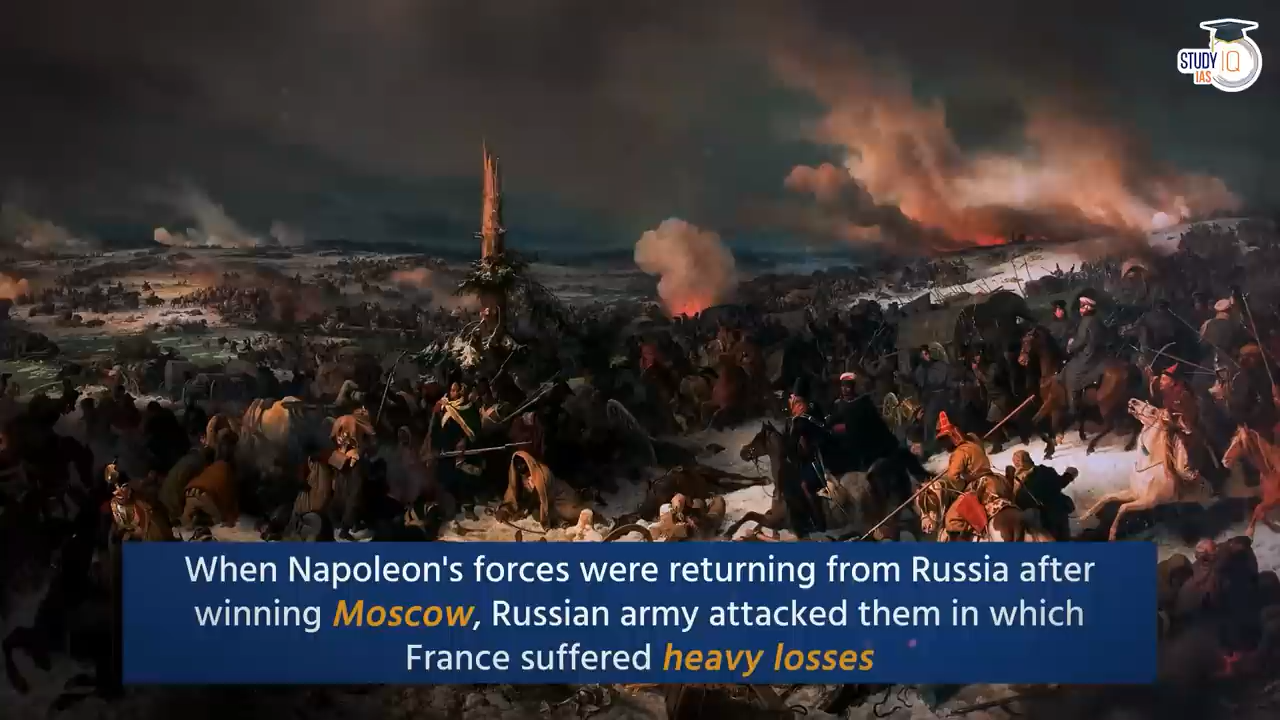 STUDY IQ
IAS
When Napoleon's forces were returning from Russia after
winning Moscow, Russian army attacked them in which
France suffered heavy losses